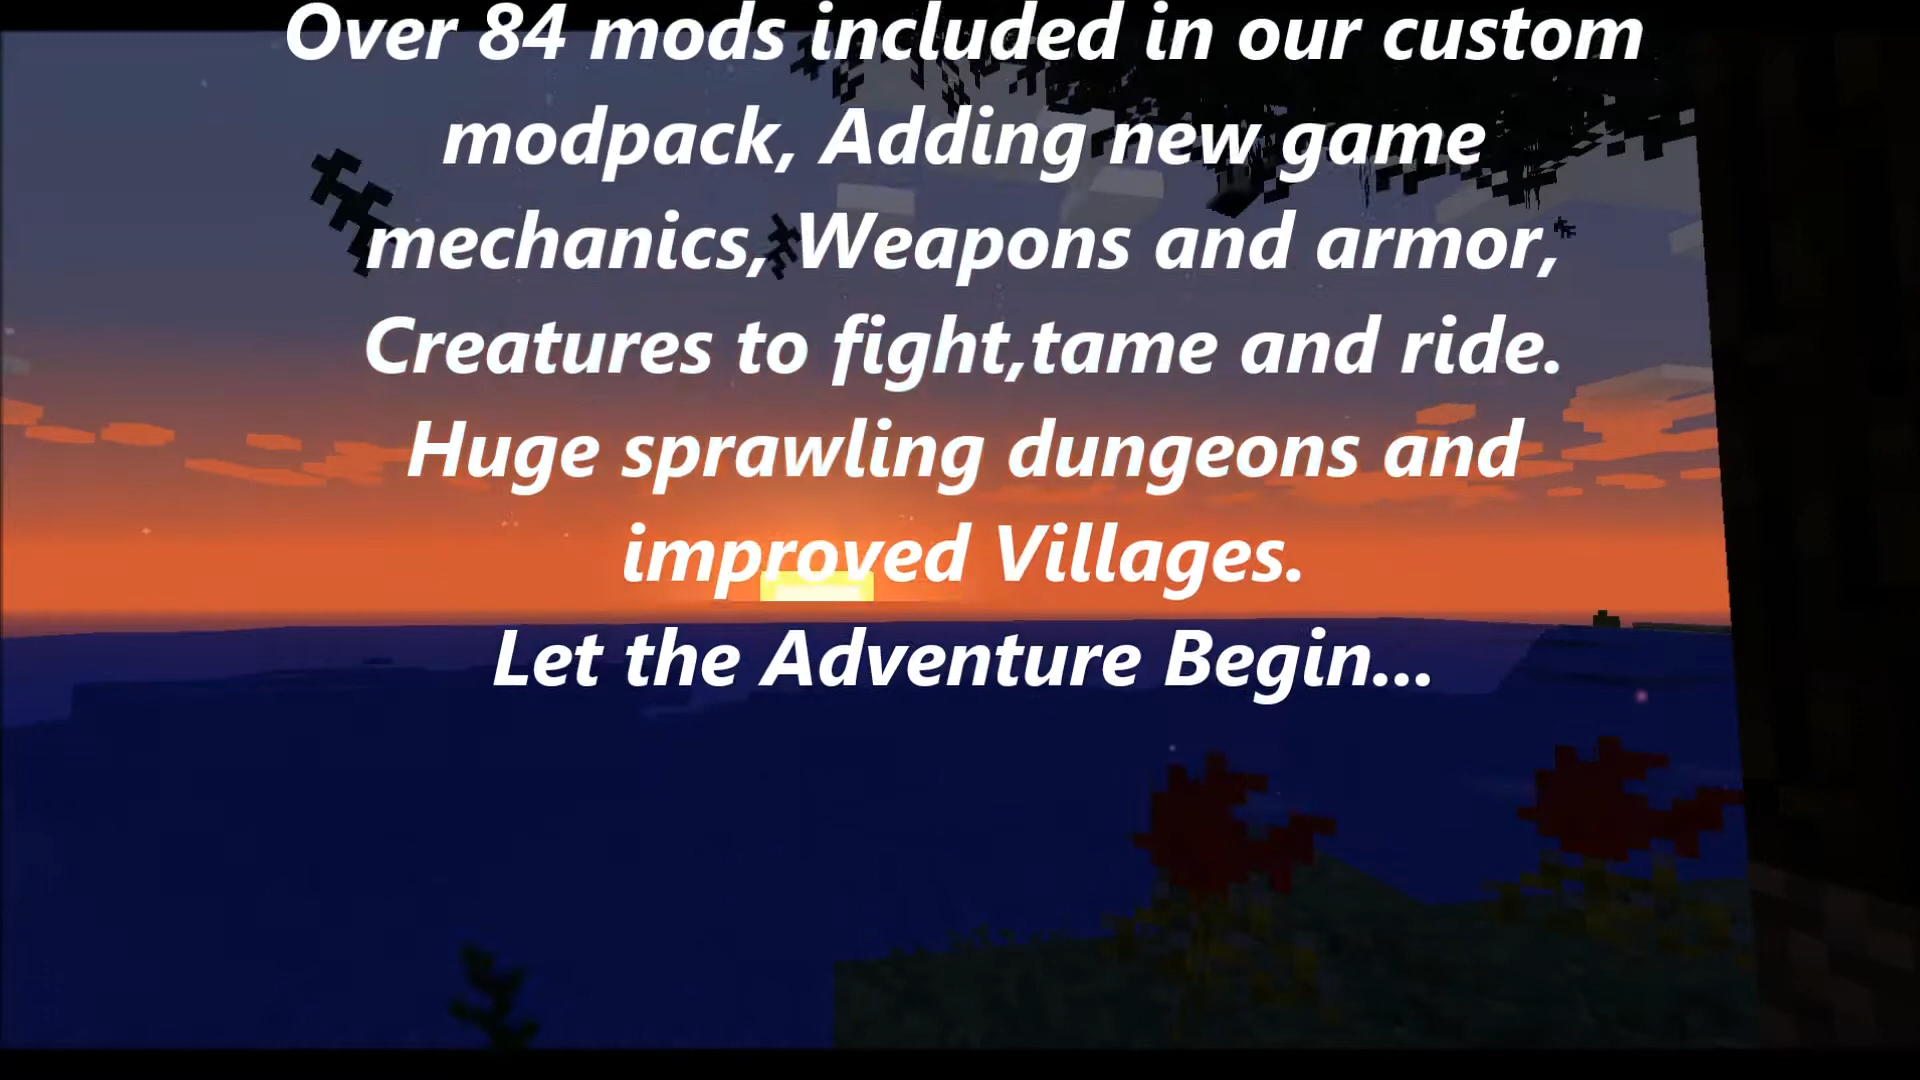 Over 84 mods included in our custom
modpack, Adding new game
mechanics, Weapons and armor,
Creatures to fight,tame and ride.
Huge sprawling dungeons and
improved Villages.
Let the Adventure Begin...